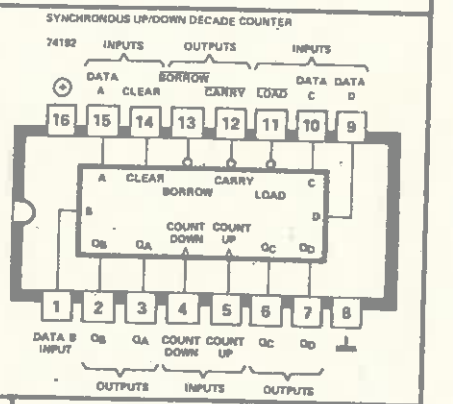 SYNCHRONOUS UP/DOWN DECADE COUNTER
74192 INPUTS OUTPUTS INPUTS
DATA BORROW DATA DATA
A CLEAR CARRY LOAD C D
16 15 14 13 12 11 10 9
A CLEAR CARRY C
BORROW LOAD
B D
COUNT COUNT
QB QA DOWN UP QC QD
1 2 3 4 5 6 7 8
DATA B QB QA COUNT COUNT QC QD
INPUT DOWN UP
OUTPUTS INPUTS OUTPUTS